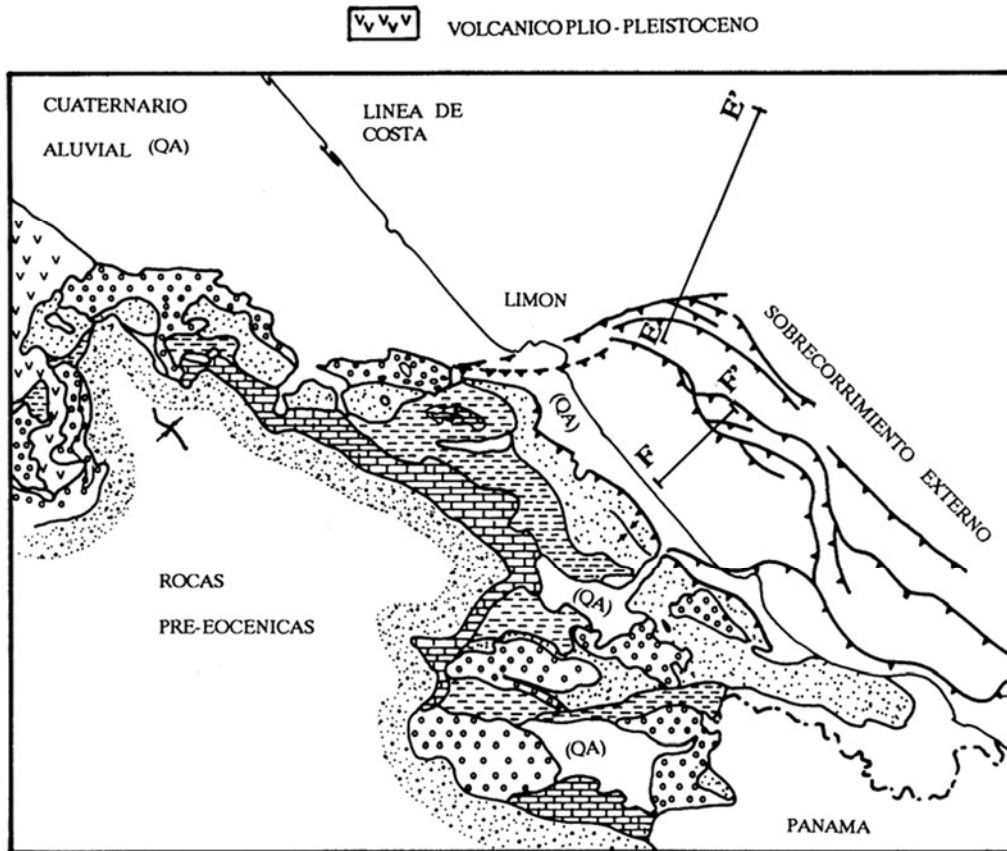 VOLCANICO PLIO - PLEISTOCENO
CUATERNARIO
ALUVIAL (QA)
LINEA DE
COSTA
E'
LIMON
E
SOBRECORRIMIENTO EXTERNO
F'
(QA)
F
ROCAS
PRE-EOCENICAS
(QA)
(QA)
PANAMA